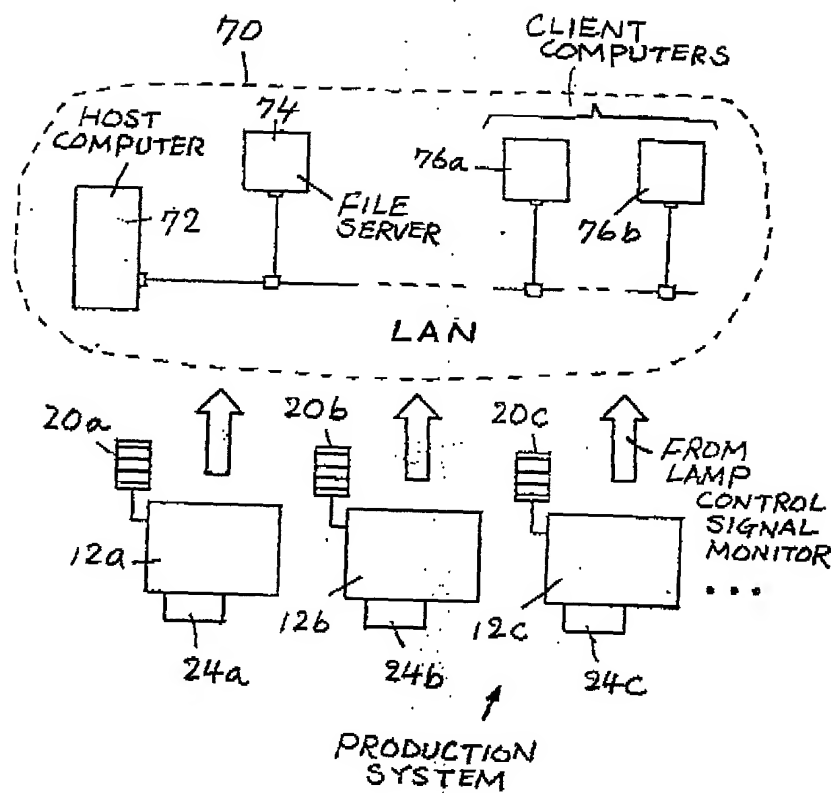 70
CLIENT
COMPUTERS
HOST
COMPUTER
74
76a
72
FILE
SERVER
76b
LAN
20a
20b
20c
FROM
LAMP
CONTROL
SIGNAL
MONITOR
12a
12b
12c
...
24a
24b
24c
PRODUCTION
SYSTEM